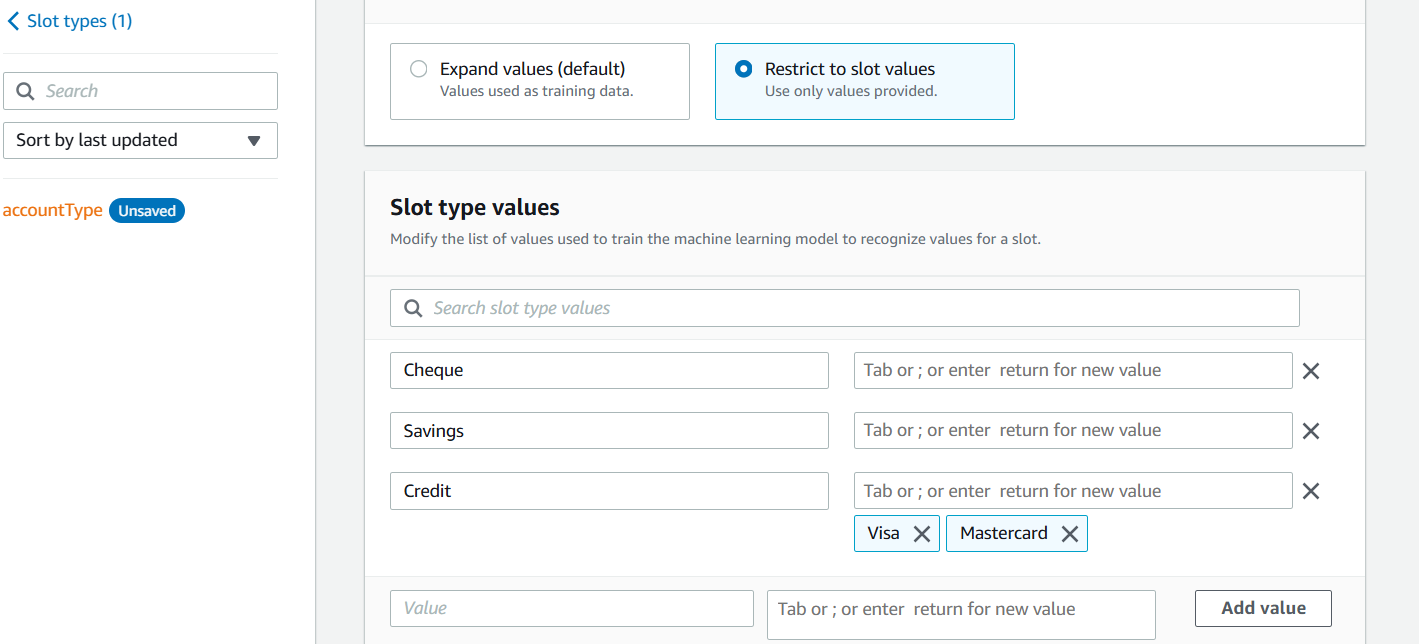 Slot types (1)
Search
Sort by last updated
accountType Unsaved
Expand values (default)
Values used as training data.
Restrict to slot values
Use only values provided.
Slot type values
Modify the list of values used to train the machine learning model to recognize values for a slot.
Search slot type values
Cheque
Tab or ; or enter return for new value
Savings
Tab or ; or enter return for new value
Credit
Tab or ; or enter return for new value
Visa
Mastercard
Value
Tab or ; or enter return for new value
Add value